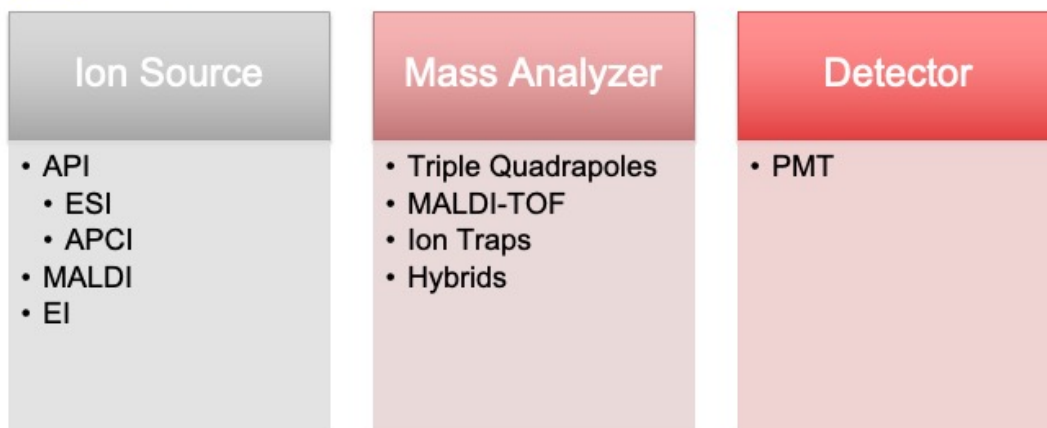 Ion Source
• API
• ESI
• APCI
• MALDI
• EI
Mass Analyzer
• Triple Quadrapoles
• MALDI-TOF
• Ion Traps
• Hybrids
Detector
• PMT